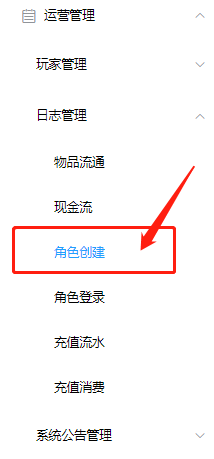 运营管理
玩家管理
日志管理
物品流通
现金流
角色创建
角色登录
充值流水
充值消费
系统公告管理